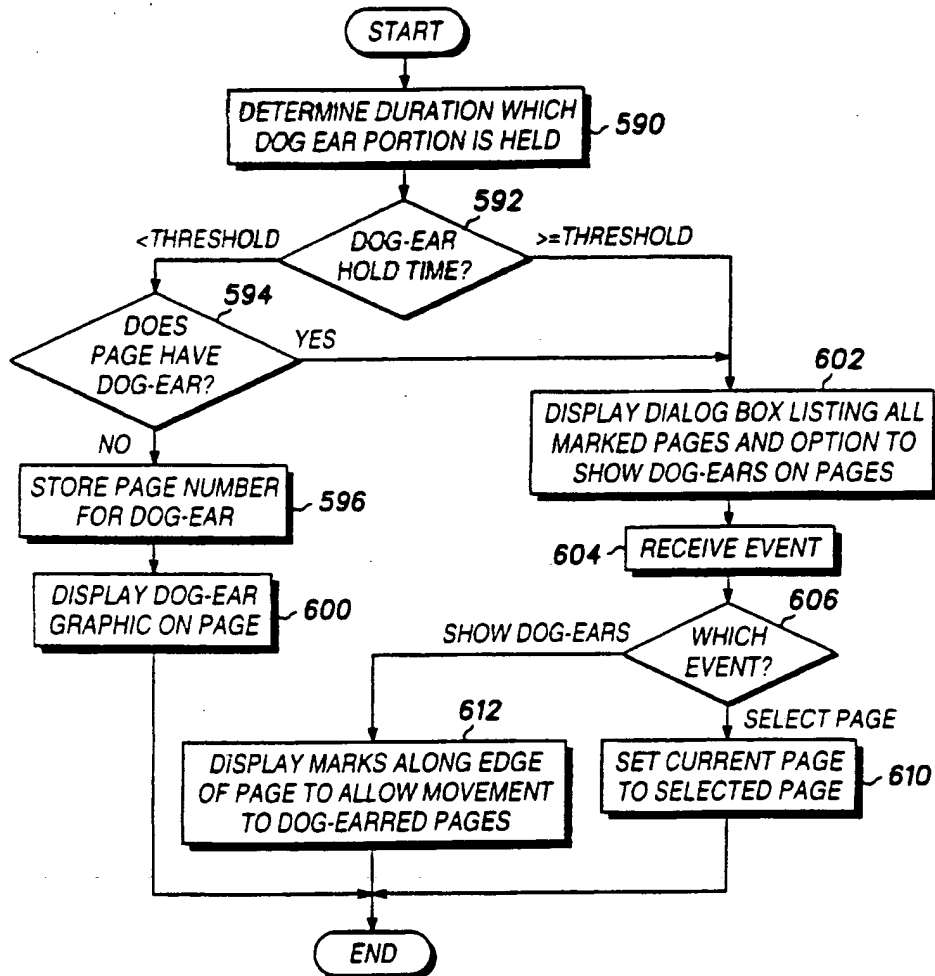 START
DETERMINE DURATION WHICH
DOG EAR PORTION IS HELD
590
592
<THRESHOLD
DOG-EAR
HOLD TIME?
>=THRESHOLD
594
DOES
PAGE HAVE
DOG-EAR?
YES
NO
602
DISPLAY DIALOG BOX LISTING ALL
MARKED PAGES AND OPTION TO
SHOW DOG-EARS ON PAGES
STORE PAGE NUMBER
FOR DOG-EAR
596
604
RECEIVE EVENT
DISPLAY DOG-EAR
GRAPHIC ON PAGE
600
606
SHOW DOG-EARS
WHICH
EVENT?
SELECT PAGE
612
DISPLAY MARKS ALONG EDGE
OF PAGE TO ALLOW MOVEMENT
TO DOG-EARRED PAGES
SET CURRENT PAGE
TO SELECTED PAGE
610
END